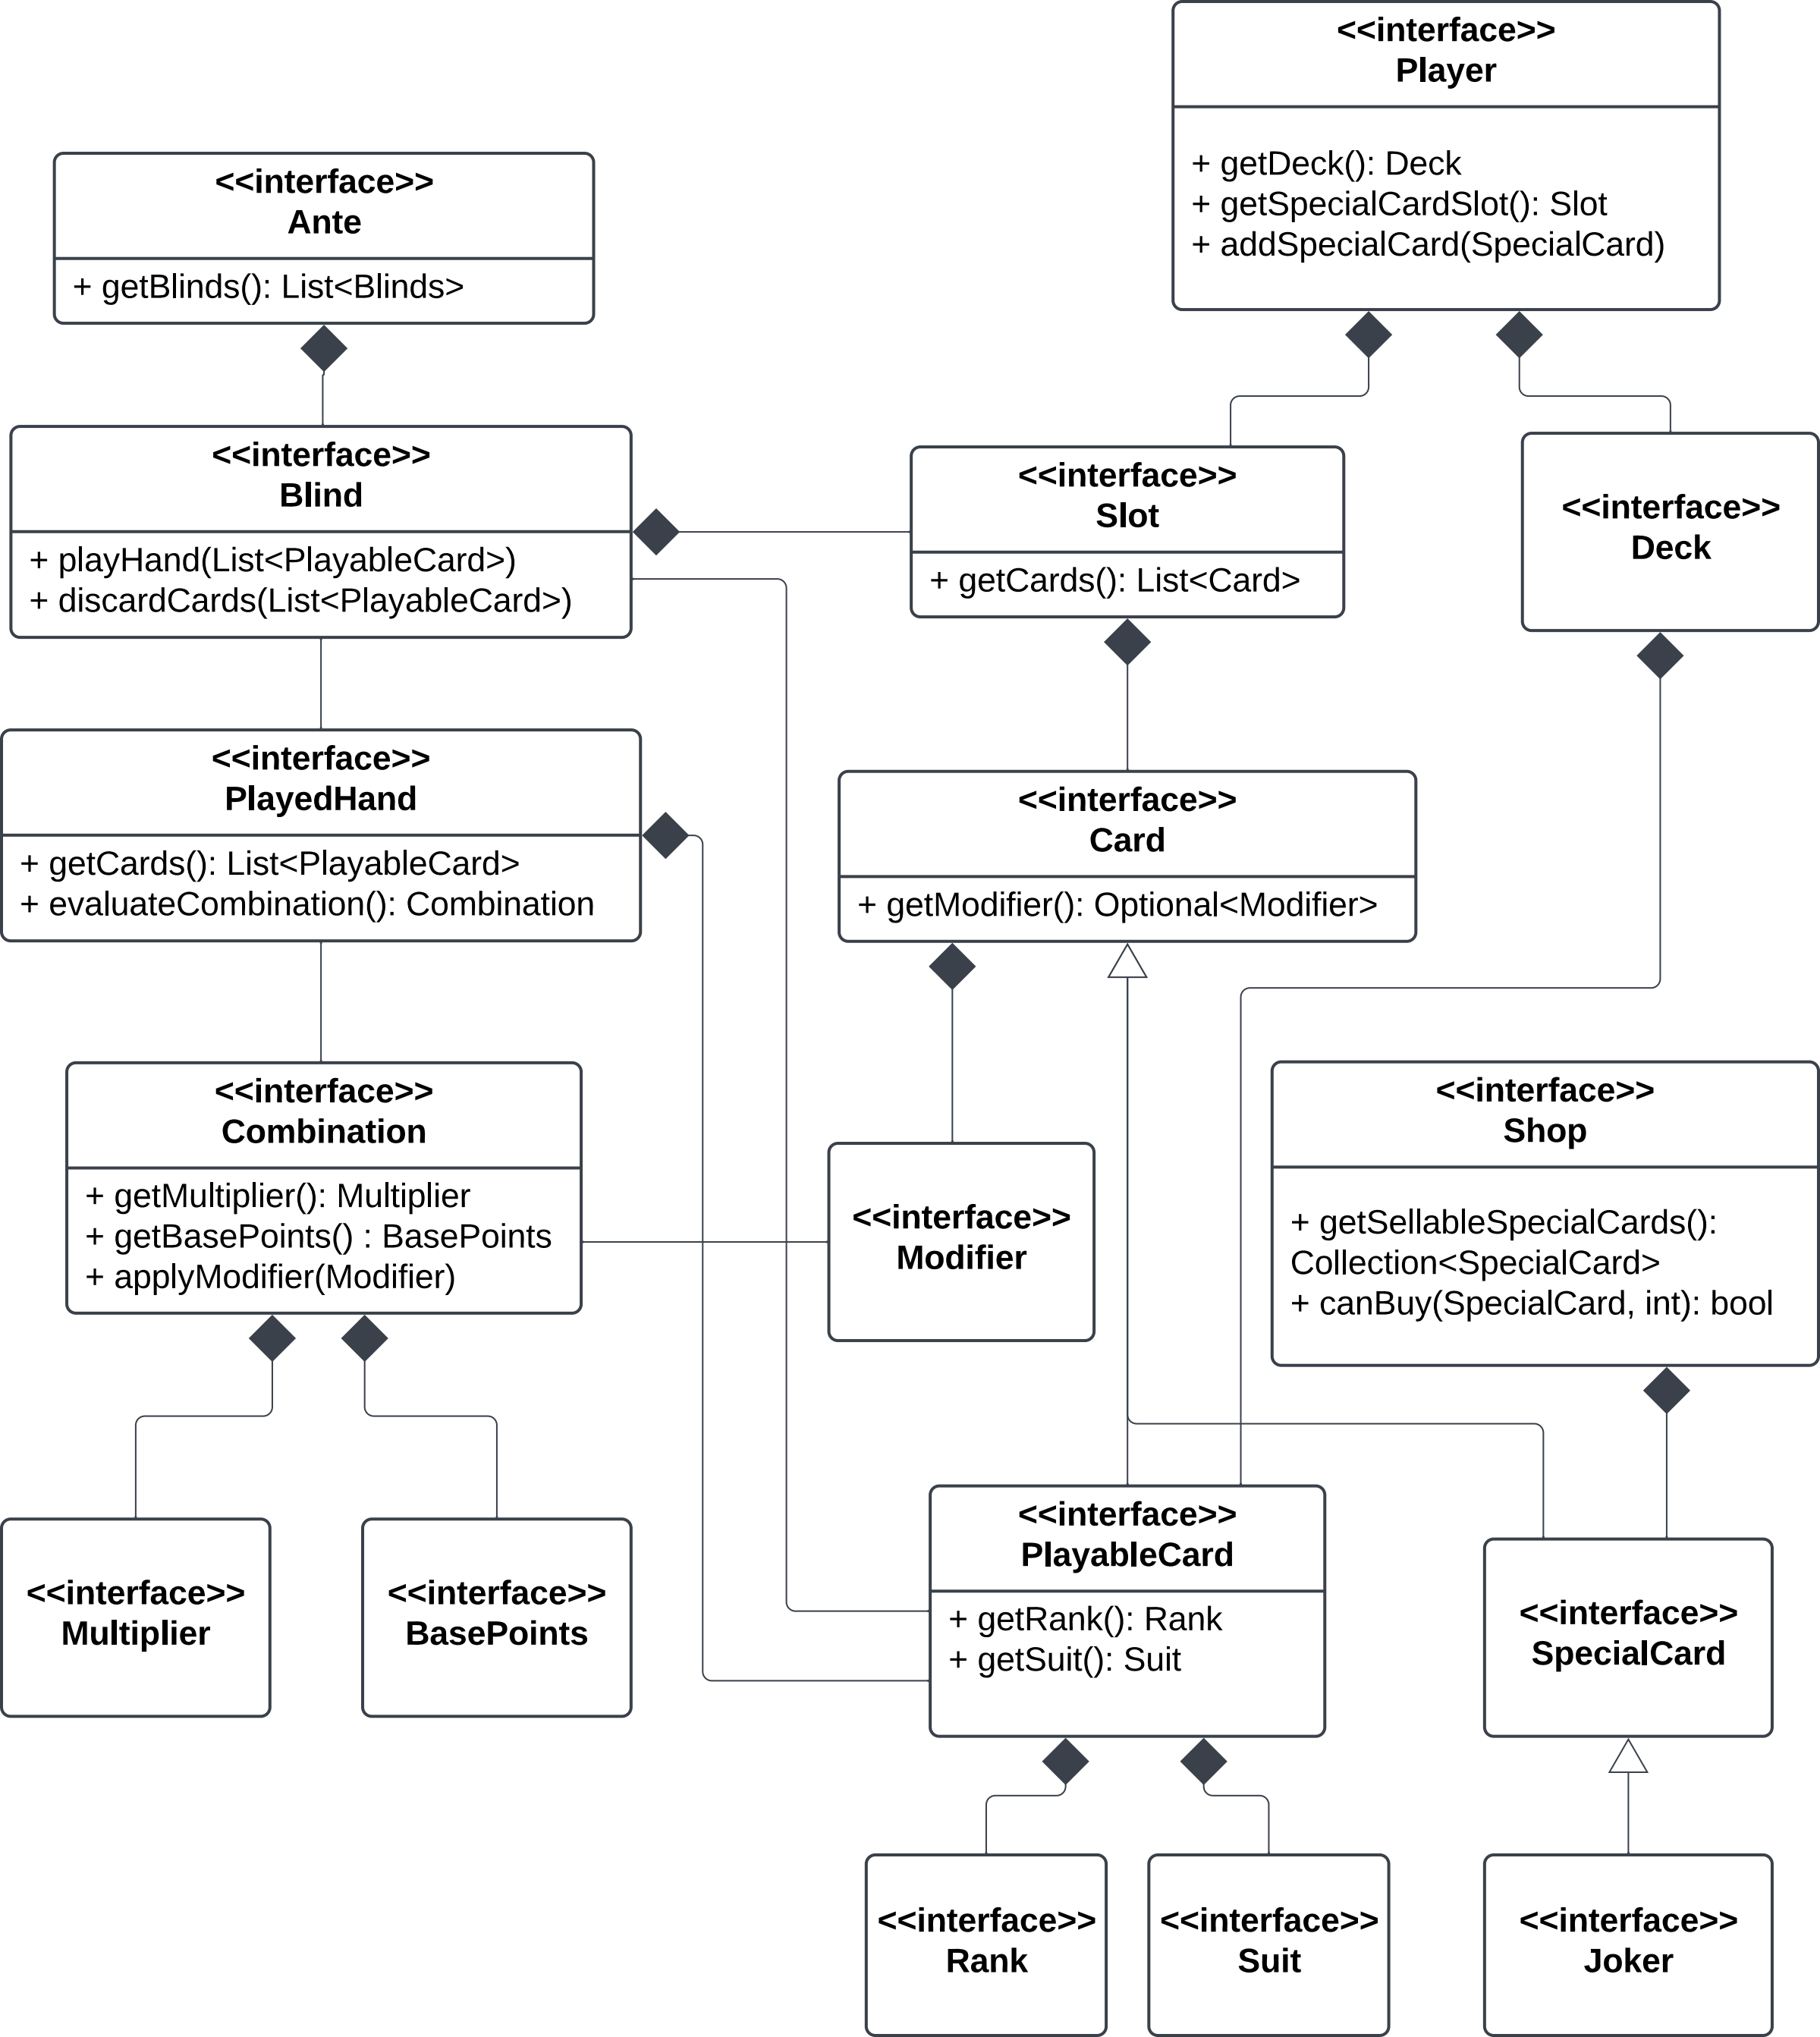 <<interface>>
Player
+ getDeck(): Deck
+ getSpecialCardSlot(): Slot
+ addSpecialCard(SpecialCard)
<<interface>>
Ante
+ getBlinds(): List<Blinds>
<<interface>>
Blind
+ playHand(List<PlayableCard>)
+ discardCards(List<PlayableCard>)
<<interface>>
Slot
+ getCards(): List<Card>
<<interface>>
Deck
<<interface>>
PlayedHand
+ getCards(): List<PlayableCard>
+ evaluateCombination(): Combination
<<interface>>
Card
+ getModifier(): Optional<Modifier>
<<interface>>
Combination
+ getMultiplier(): Multiplier
+ getBasePoints() : BasePoints
+ applyModifier(Modifier)
<<interface>>
Modifier
<<interface>>
Shop
+ getSellableSpecialCards():
Collection<SpecialCard>
+ canBuy(SpecialCard, int): bool
<<interface>>
Multiplier
<<interface>>
BasePoints
<<interface>>
PlayableCard
+ getRank(): Rank
+ getSuit(): Suit
<<interface>>
SpecialCard
<<interface>>
Rank
<<interface>>
Suit
<<interface>>
Joker